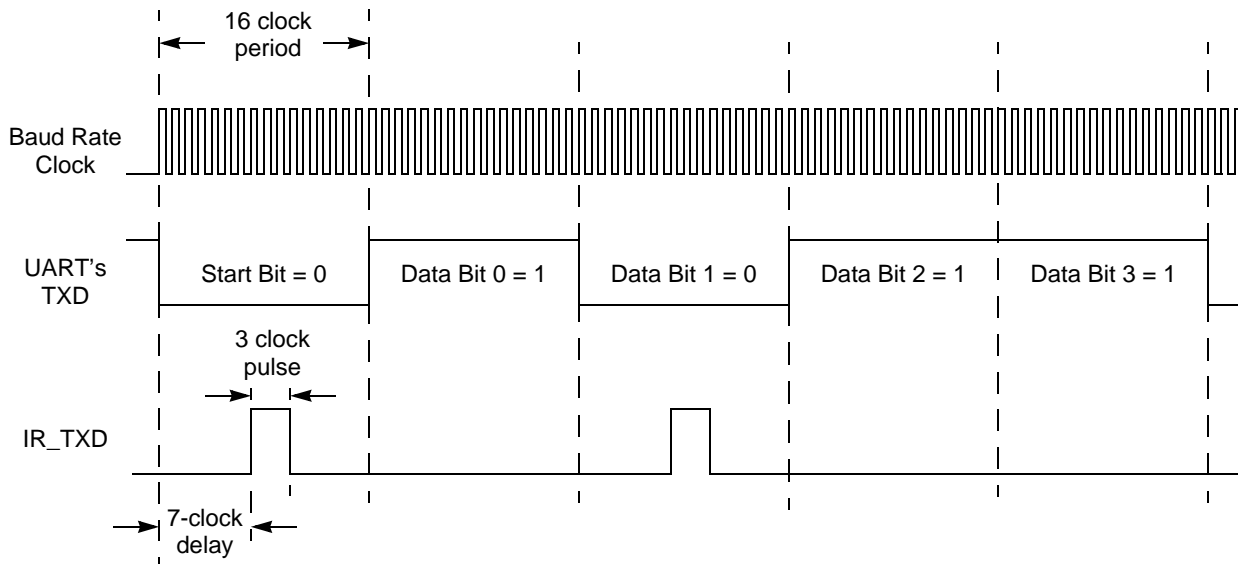 16 clock
period
Baud Rate
Clock
UART's
TXD
Start Bit = 0
Data Bit 0 = 1
Data Bit 1 = 0
Data Bit 2 = 1
Data Bit 3 = 1
3 clock
pulse
IR_TXD
7-clock
delay